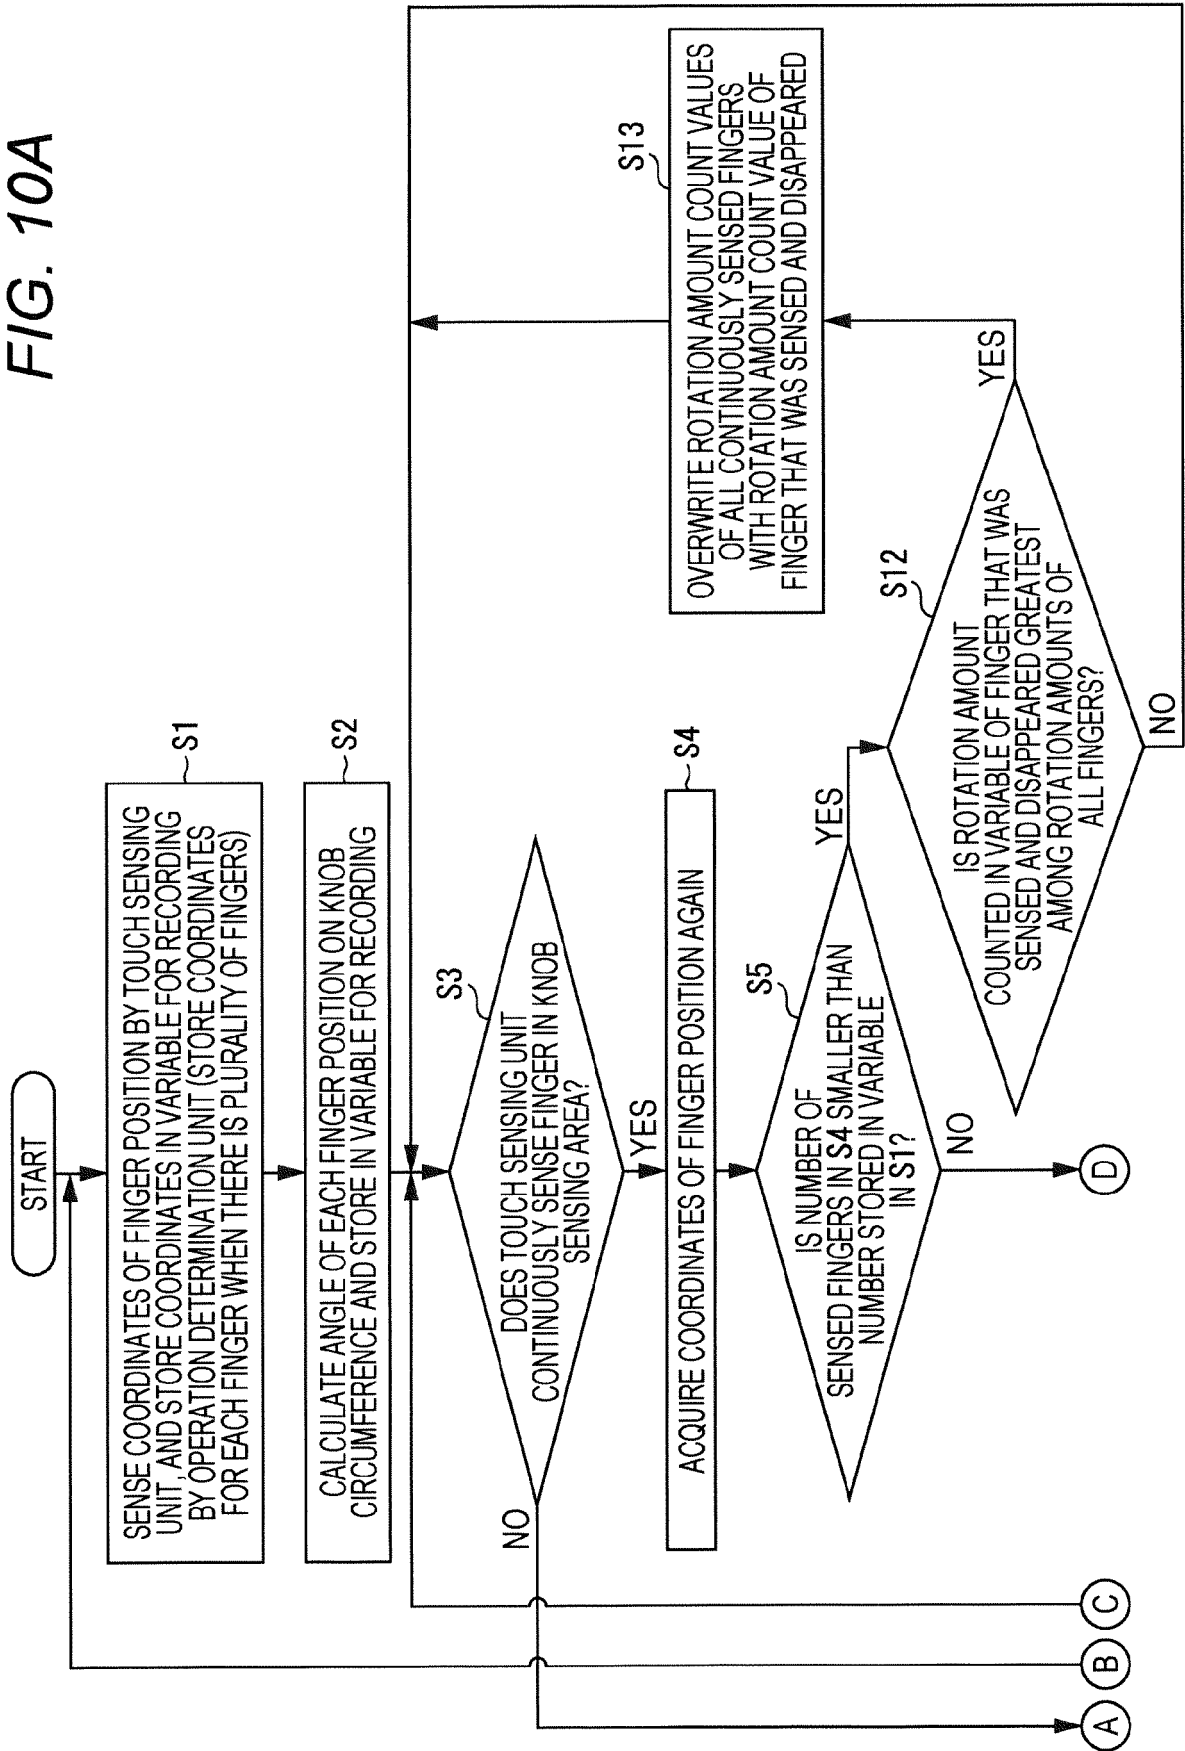 FIG. 10A
START
SENSE COORDINATES OF FINGER POSITION BY TOUCH SENSING
UNIT, AND STORE COORDINATES IN VARIABLE FOR RECORDING
BY OPERATION DETERMINATION UNIT (STORE COORDINATES
FOR EACH FINGER WHEN THERE IS PLURALITY OF FINGERS)
S1
CALCULATE ANGLE OF EACH FINGER POSITION ON KNOB
CIRCUMFERENCE AND STORE IN VARIABLE FOR RECORDING
S2
DOES TOUCH SENSING UNIT
CONTINUOUSLY SENSE FINGER IN KNOB
SENSING AREA?
S3
NO
YES
ACQUIRE COORDINATES OF FINGER POSITION AGAIN
S4
IS NUMBER OF
SENSED FINGERS IN S4 SMALLER THAN
NUMBER STORED IN VARIABLE
IN S1?
S5
YES
NO
IS ROTATION AMOUNT
COUNTED IN VARIABLE OF FINGER THAT WAS
SENSED AND DISAPPEARED GREATEST
AMONG ROTATION AMOUNTS OF
ALL FINGERS?
S12
YES
NO
OVERWRITE ROTATION AMOUNT COUNT VALUES
OF ALL CONTINUOUSLY SENSED FINGERS
WITH ROTATION AMOUNT COUNT VALUE OF
FINGER THAT WAS SENSED AND DISAPPEARED
S13
A
B
C
D